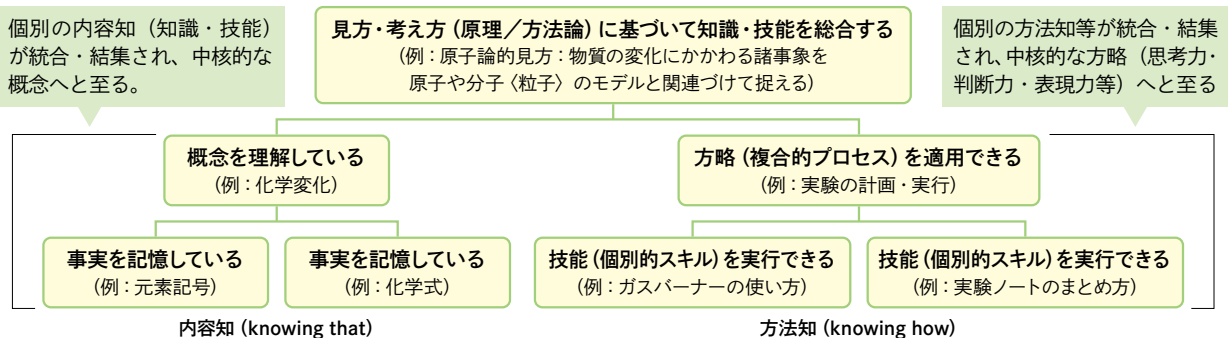 個別の内容知（知識・技能）
が統合・結集され、中核的な
概念へと至る。
見方・考え方（原理／方法論）に基づいて知識・技能を総合する
（例：原子論的見方：物質の変化にかかわる諸事象を
原子や分子〈粒子〉のモデルと関連づけて捉える）
個別の方法知等が統合・結集
され、中核的な方略（思考力・
判断力・表現力等）へと至る
概念を理解している
（例：化学変化）
方略（複合的プロセス）を適用できる
（例：実験の計画・実行）
事実を記憶している
（例：元素記号）
事実を記憶している
（例：化学式）
技能（個別的スキル）を実行できる
（例：ガスバーナーの使い方）
技能（個別的スキル）を実行できる
（例：実験ノートのまとめ方）
内容知（knowing that）
方法知（knowing how）